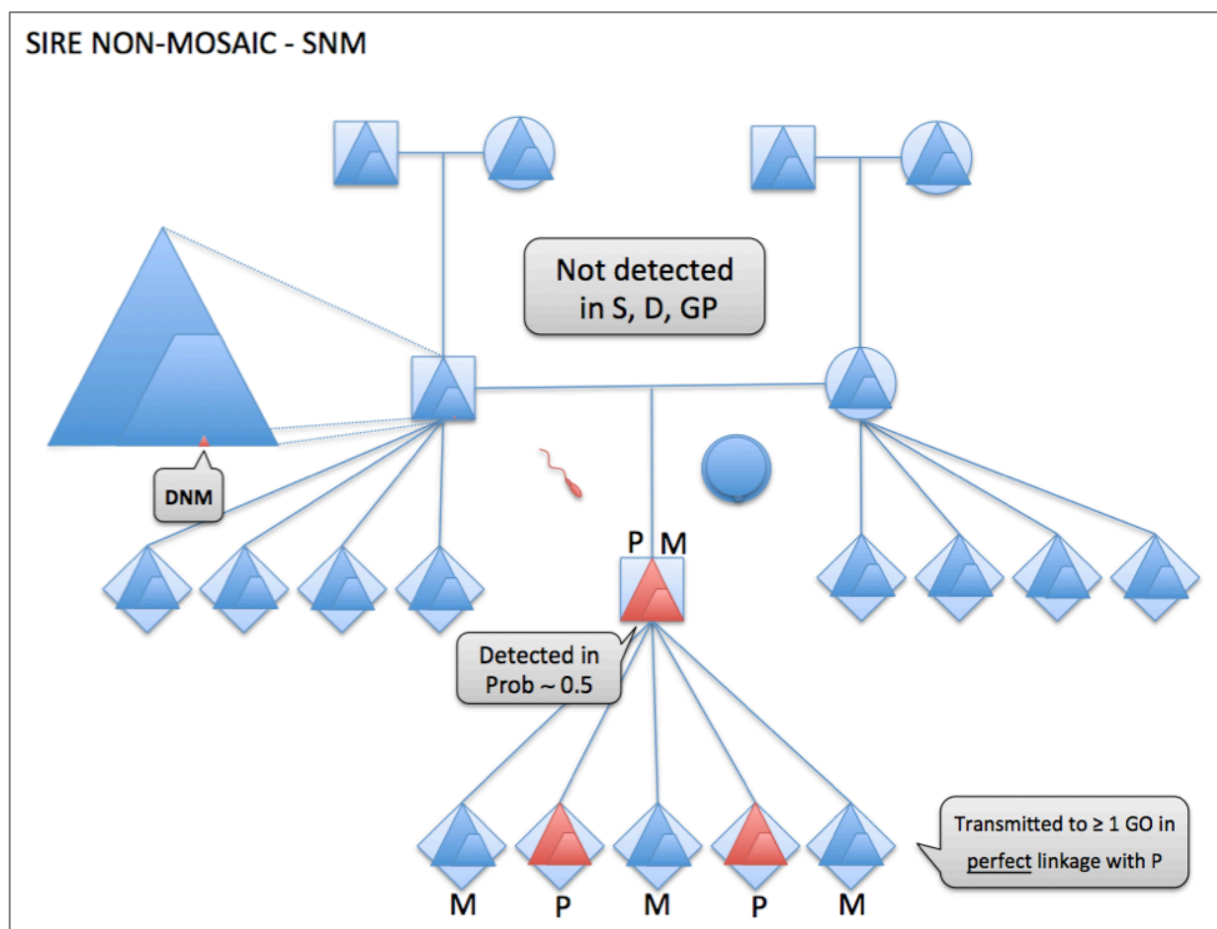 SIRE NON-MOSAIC - SNM
Not detected
in S, D, GP
DNM
P M
Detected in
Prob ~ 0.5
Transmitted to ≥ 1 GO in
perfect linkage with P
M P M P M